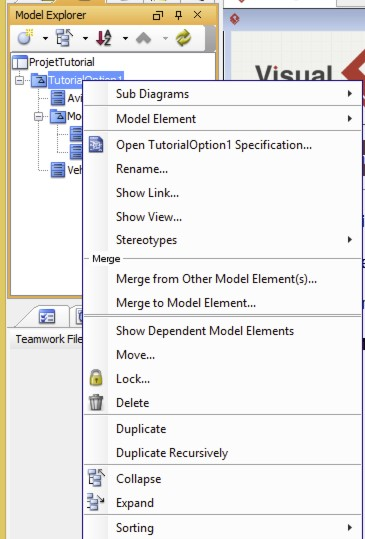 Model Explorer
ProjetTutorial
TutorialOption1
Visual
Sub Diagrams
Model Element
Open TutorialOption1 Specification...
Rename...
Show Link...
Show View...
Stereotypes
Merge
Merge from Other Model Element(s)...
Merge to Model Element...
Show Dependent Model Elements
Move...
Lock...
Delete
Duplicate
Duplicate Recursively
Collapse
Expand
Sorting
Avi
Mo
Veh
Teamwork File